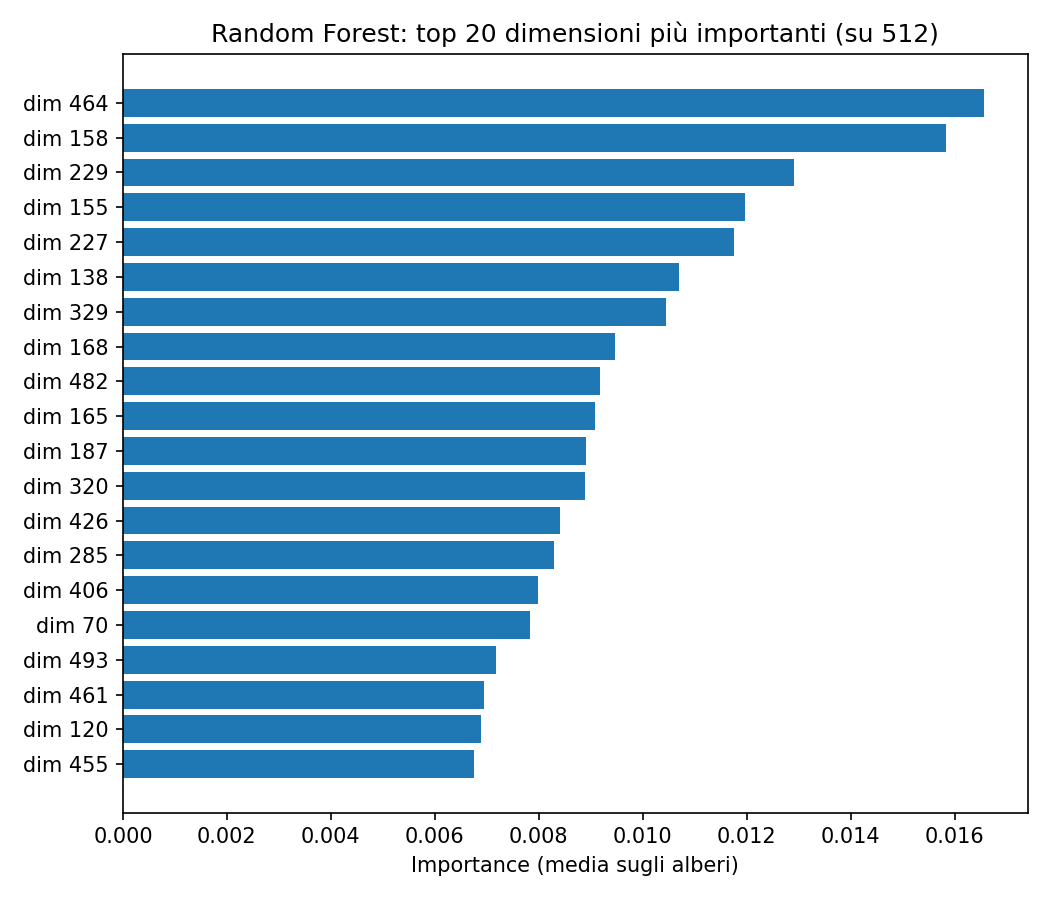 Random Forest: top 20 dimensioni più importanti (su 512)
dim 464
dim 158
dim 229
dim 155
dim 227
dim 138
dim 329
dim 168
dim 482
dim 165
dim 187
dim 320
dim 426
dim 285
dim 406
dim 70
dim 493
dim 461
dim 120
dim 455
0.000 0.002 0.004 0.006 0.008 0.010 0.012 0.014 0.016
Importance (media sugli alberi)